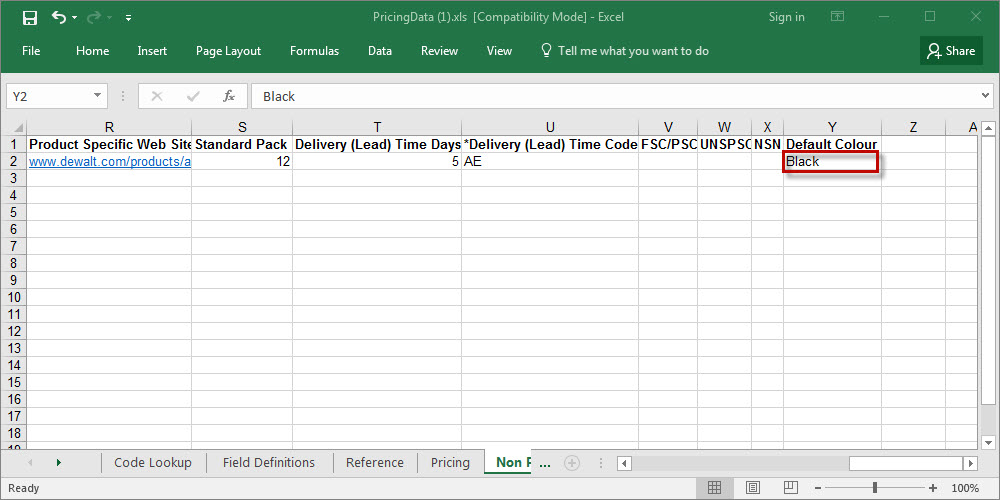 PricingData (1).xls [Compatibility Mode] - Excel
Sign in
File Home Insert Page Layout Formulas Data Review View Tell me what you want to do Share
Y2 fx Black
R S T U V W X Y Z A
1 Product Specific Web Site Standard Pack Delivery (Lead) Time Days *Delivery (Lead) Time Code FSC/PSC UNSPSC NSN Default Colour
2 www.dewalt.com/products/a 12 5 AE Black
3
4
5
6
7
8
9
10
11
12
13
14
15
16
17
18
Code Lookup Field Definitions Reference Pricing Non P ...
Ready 100%